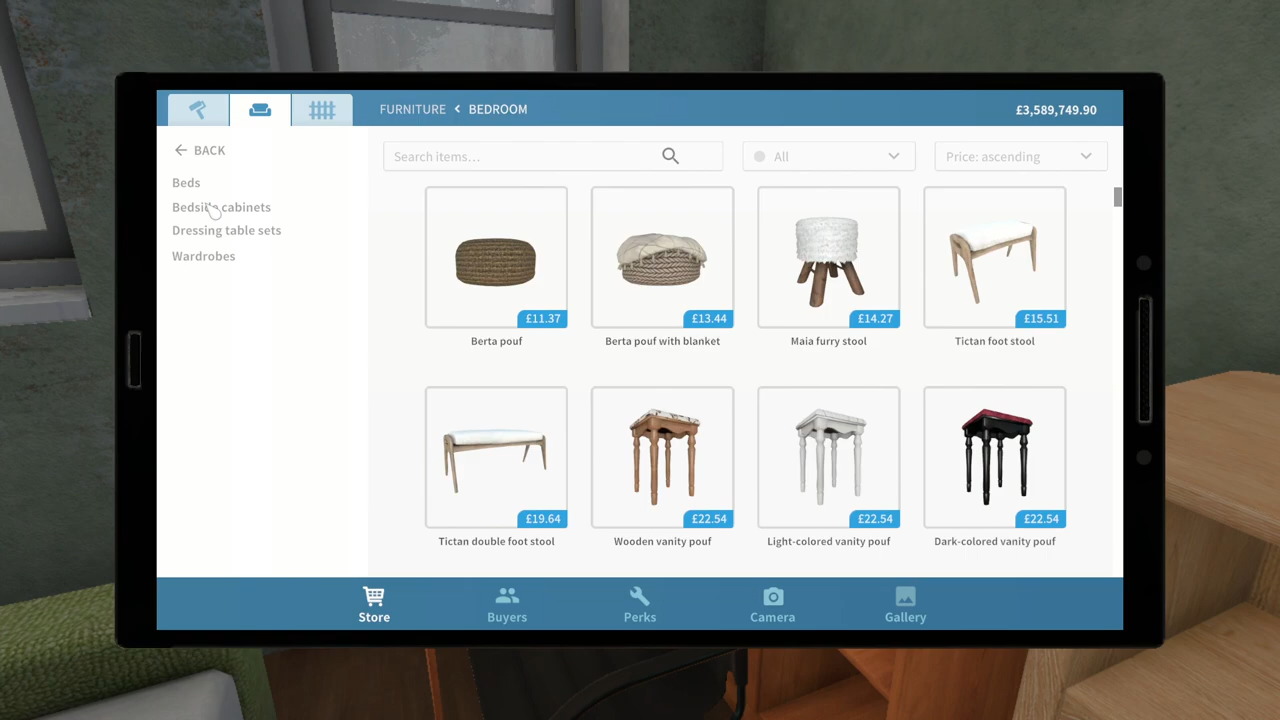 FURNITURE < BEDROOM
£3,589,749.90
BACK
Search items...
All
Price: ascending
Beds
cabinets
Dressing table sets
Wardrobes
£11.37
£13.44
£14.27
£15.51
Berta pouf
Berta pouf with blanket
Maia furry stool
Tictan foot stool
£19.64
£22.54
£22.54
£22.54
Tictan double foot stool
Wooden vanity pouf
Light-colored vanity pouf
Dark-colored vanity pouf
Store
Buyers
Perks
Camera
Gallery